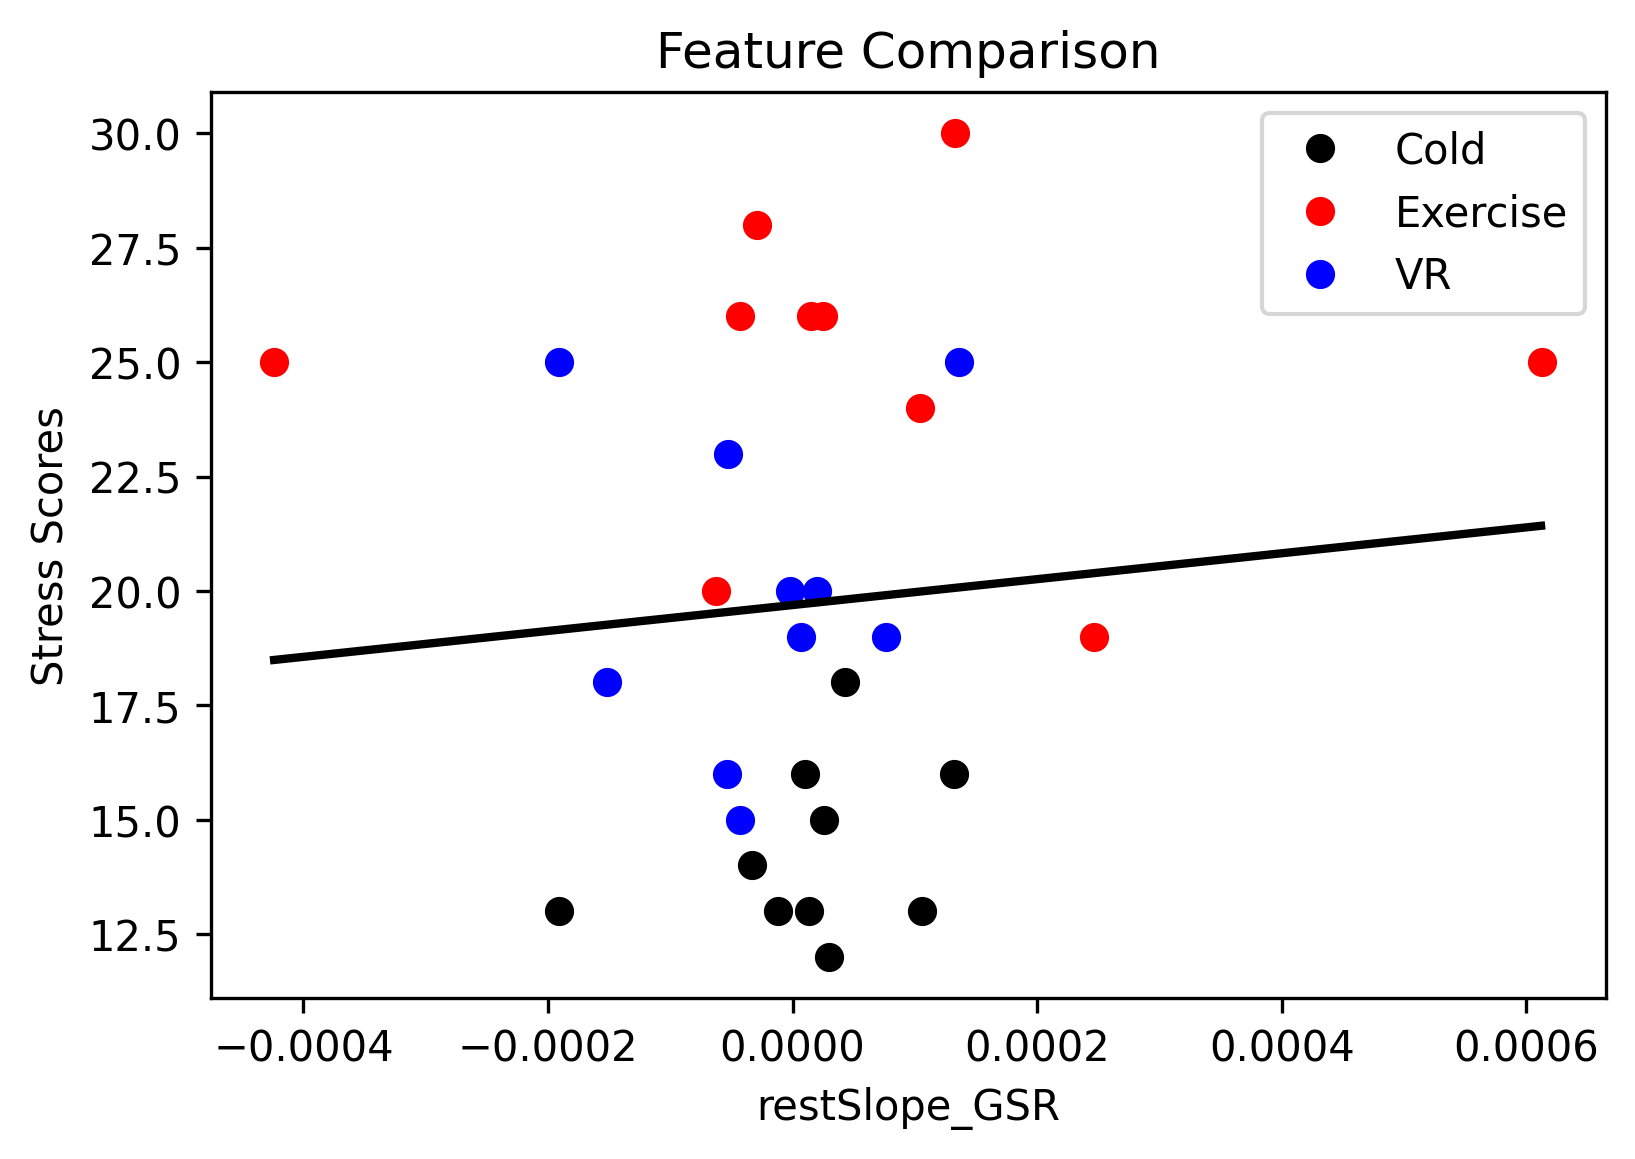 Feature Comparison
30.0
27.5
25.0
22.5
20.0
17.5
15.0
12.5
Stress Scores
Cold
Exercise
VR
−0.0004 −0.0002 0.0000 0.0002 0.0004 0.0006
restSlope_GSR